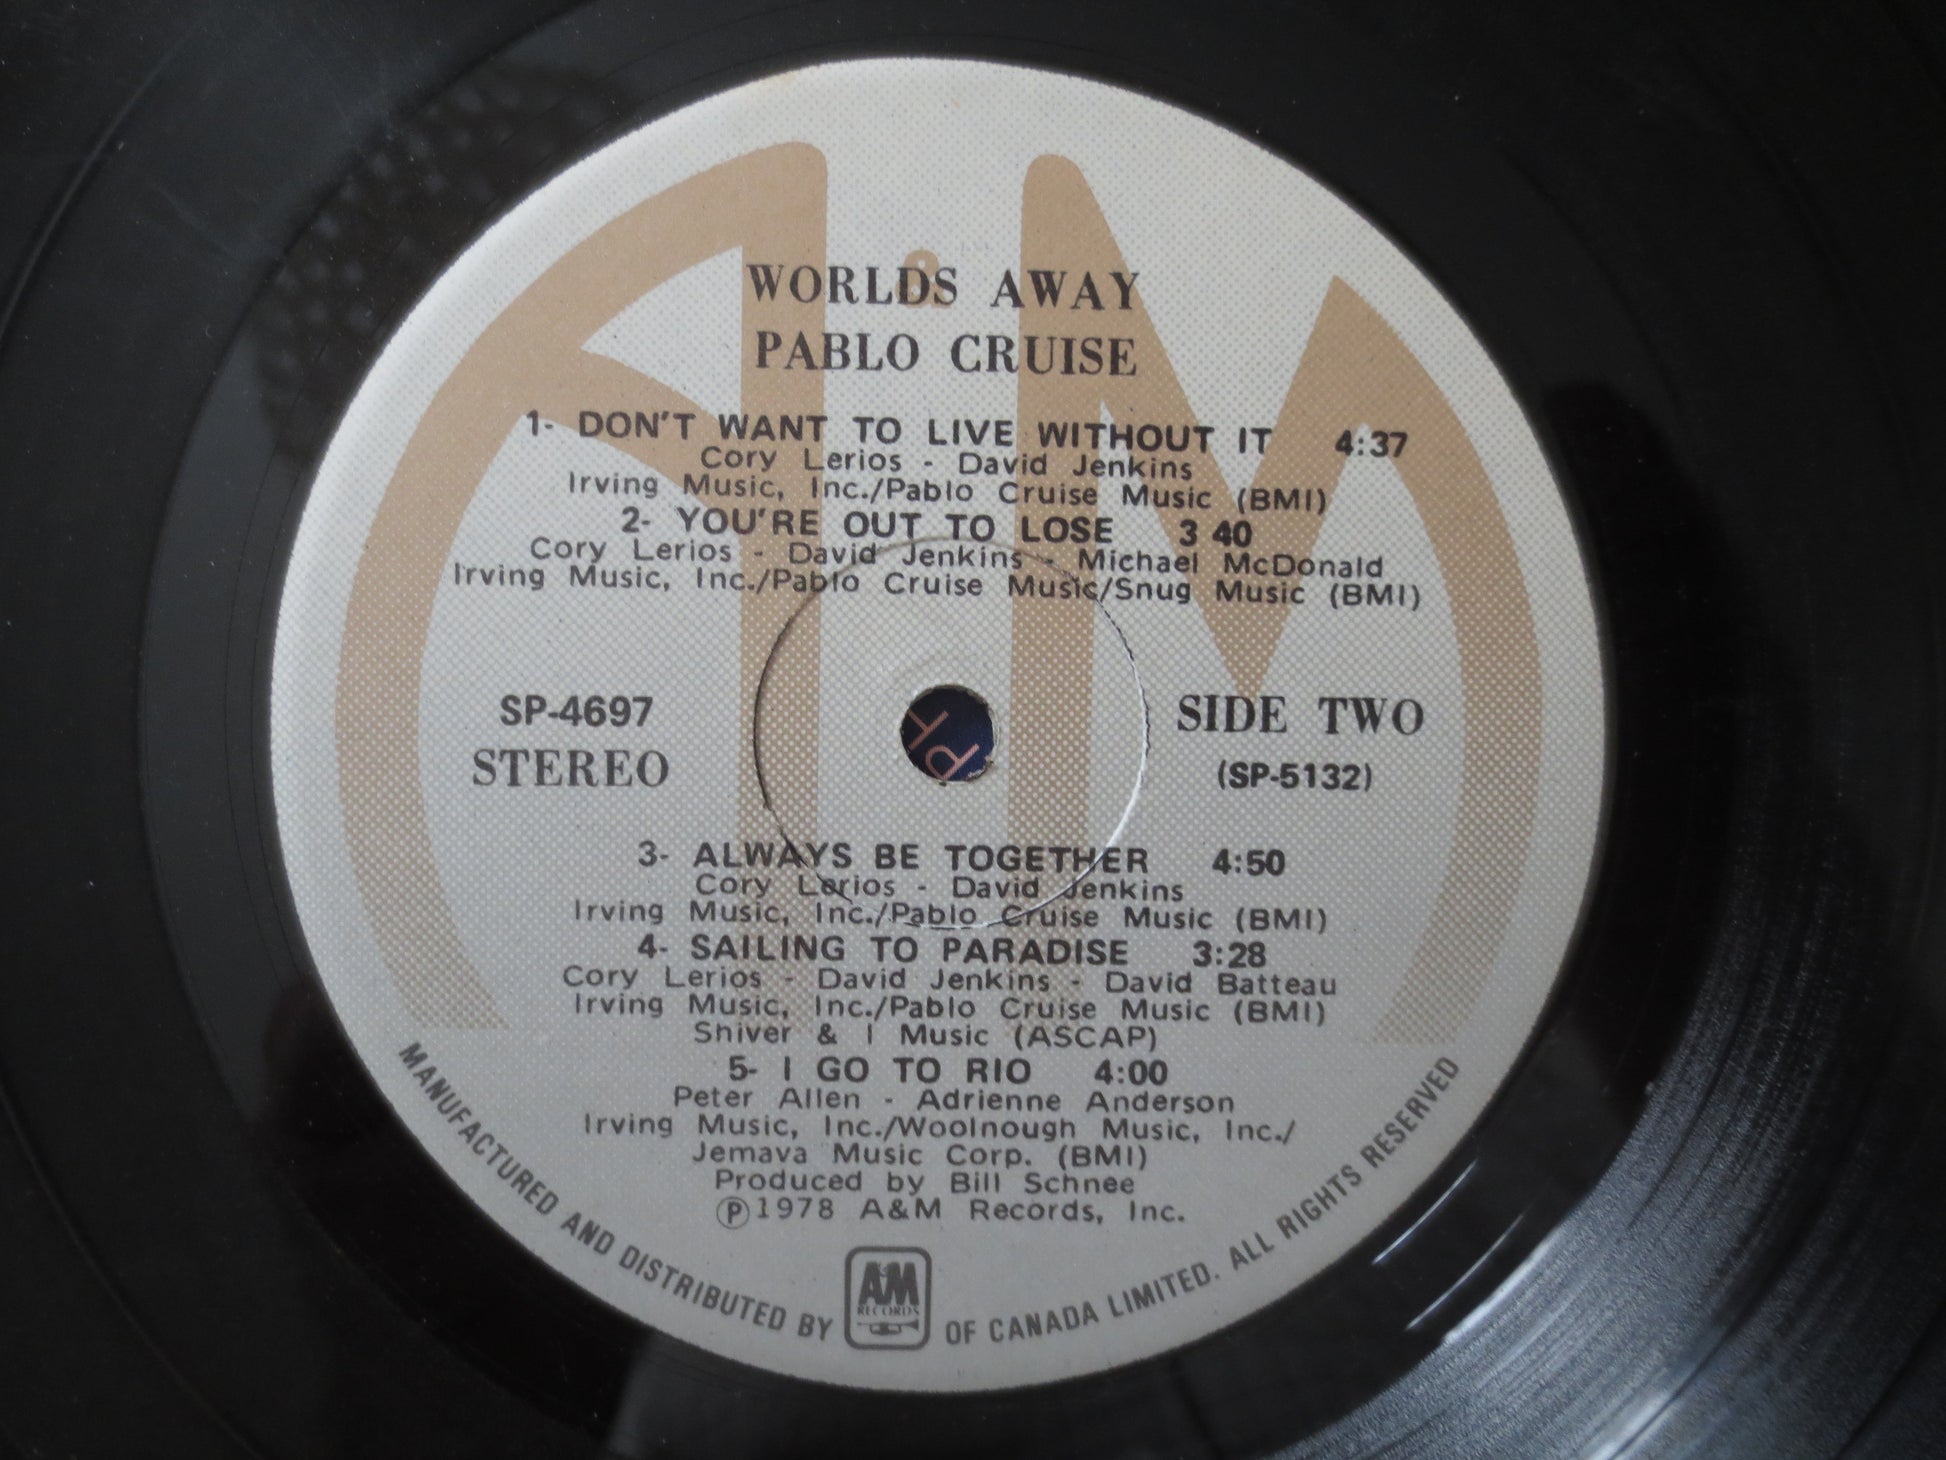 WORLDS AWAY
PABLO CRUISE
1- DON'T WANT TO LIVE WITHOUT IT 4:37
Cory Lerios - David Jenkins
Irving Music, Inc./Pablo Cruise Music (BMI)
2- YOU'RE OUT TO LOSE 3 40
Cory Lerios - David Jenkins - Michael McDonald
Irving Music, Inc./Pablo Cruise Music/Snug Music (BMI)
SP-4697
STEREO
SIDE TWO
(SP-5132)
3- ALWAYS BE TOGETHER 4:50
Cory Lerios - David Jenkins
Irving Music, Inc./Pablo Cruise Music (BMI)
4- SAILING TO PARADISE 3:28
Cory Lerios - David Jenkins - David Batteau
Irving Music, Inc./Pablo Cruise Music (BMI)
Shiver & I Music (ASCAP)
5- I GO TO RIO 4:00
Peter Allen - Adrienne Anderson
Irving Music, Inc./Woolnough Music, Inc./
Jemava Music Corp. (BMI)
Produced by Bill Schnee
Ⓟ1978 A&M Records, Inc.
MANUFACTURED AND DISTRIBUTED BY A&M RECORDS OF CANADA LIMITED. ALL RIGHTS RESERVED
A&M
PH